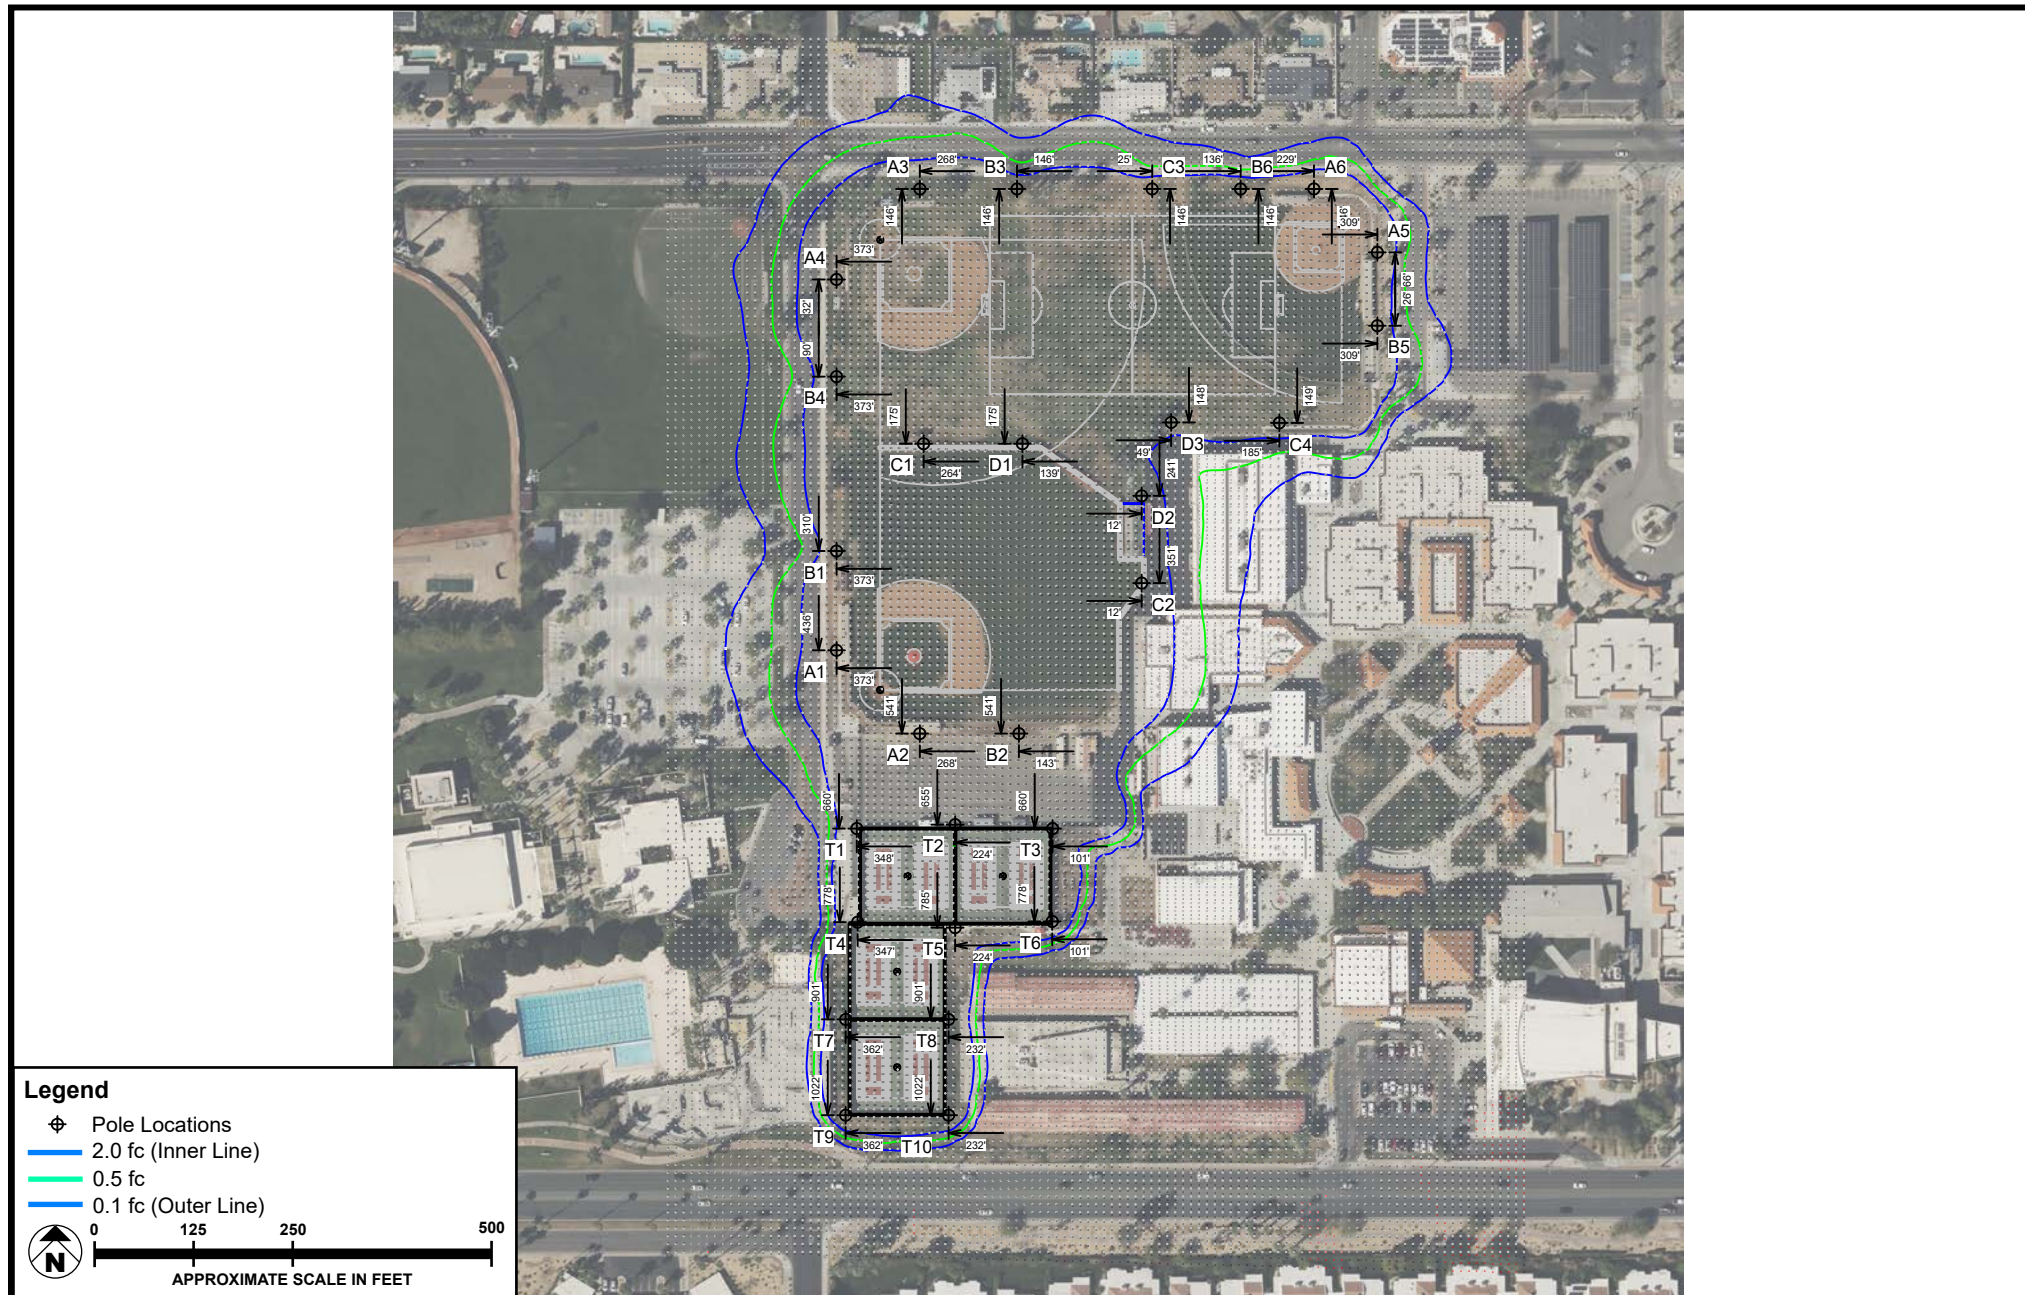 A3
268'
B3
146'
25'
C3
136'
B6
229'
A6
146'
146'
146'
146'
309'
A5
A4
373'
32'
90'
26'
66'
B5
309'
B4
373'
175'
175'
148'
149'
C1
264'
D1
139'
49'
D3
241'
185'
C4
310'
12'
D2
351'
B1
373'
12'
C2
436'
A1
373'
541'
541'
A2
268'
B2
143'
660'
655'
660'
T1
348'
T2
224'
T3
101'
778'
785'
778'
T4
347'
T5
224'
T6
101'
901'
901'
T7
362'
T8
232'
1022'
1022'
T9
362'
T10
232'
Legend
Pole Locations
2.0 fc (Inner Line)
0.5 fc
0.1 fc (Outer Line)
N
0 125 250 500
APPROXIMATE SCALE IN FEET